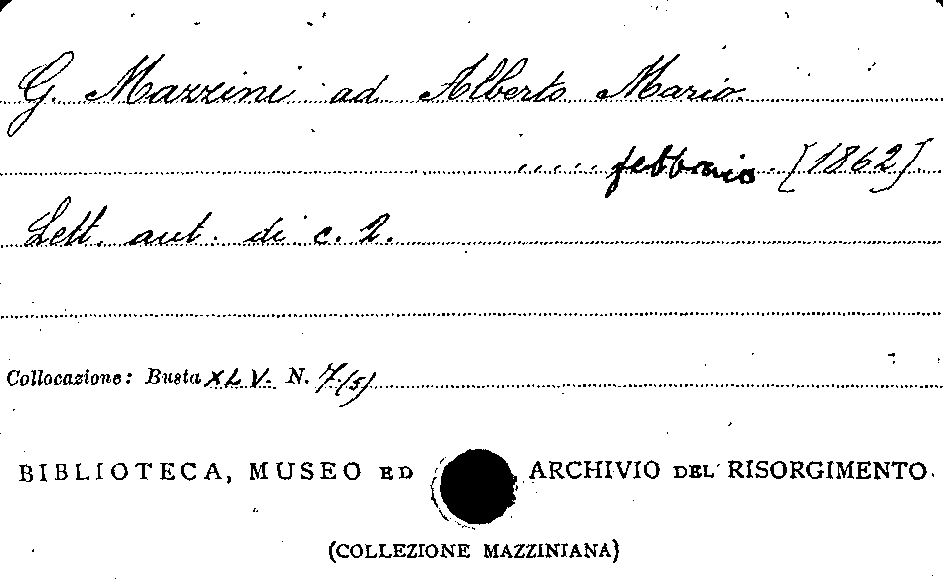 G. Mazzini ad Alberto Mario.
..... febbraio. [1862].
Lett. aut. di c. 2.
Collocazione: Busta XLV. N. 7.(5)
BIBLIOTECA, MUSEO ED ARCHIVIO DEL RISORGIMENTO.
(COLLEZIONE MAZZINIANA)